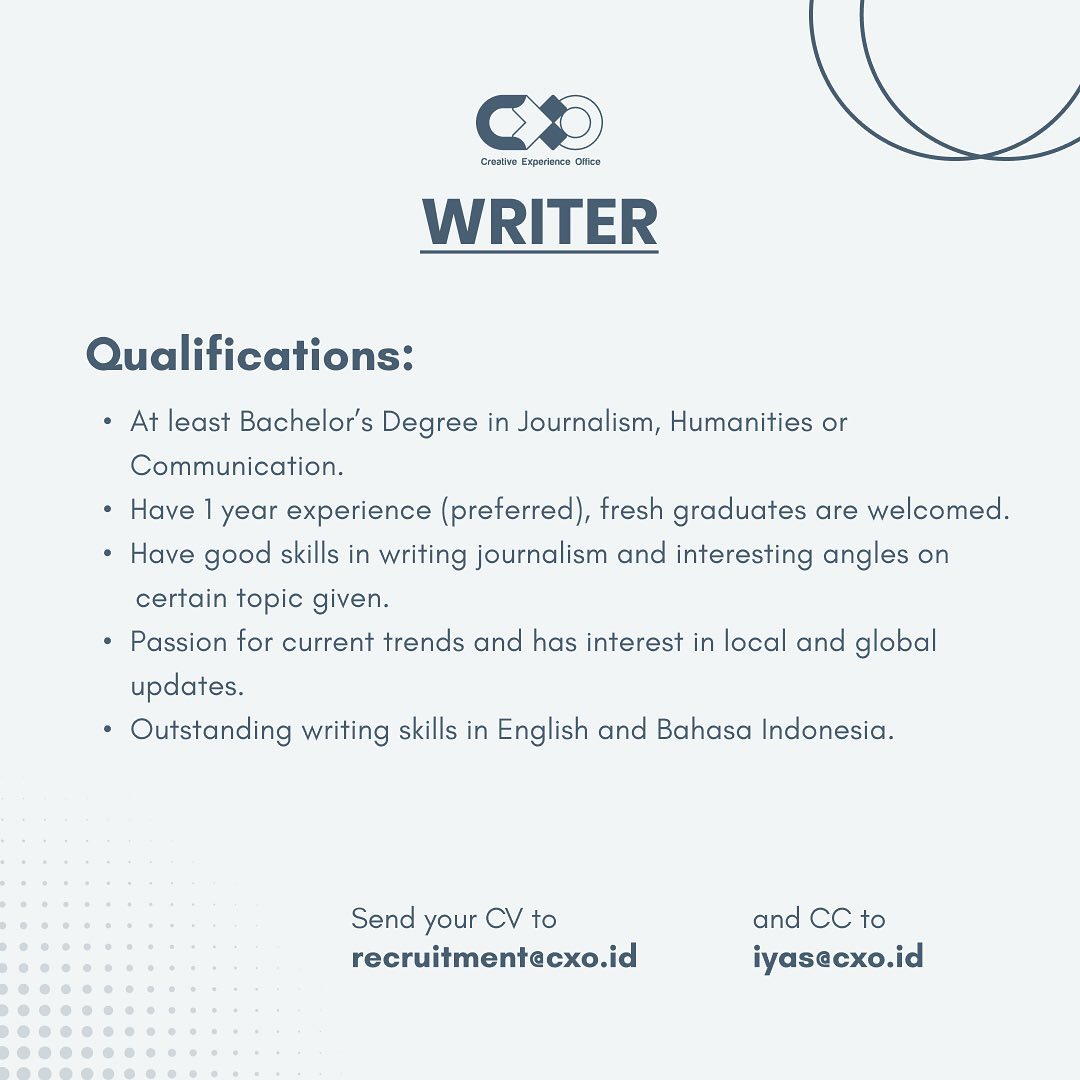 CXO
Creative Experience Office
WRITER
Qualifications:
• At least Bachelor’s Degree in Journalism, Humanities or
Communication.
• Have 1 year experience (preferred), fresh graduates are welcomed.
• Have good skills in writing journalism and interesting angles on
certain topic given.
• Passion for current trends and has interest in local and global
updates.
• Outstanding writing skills in English and Bahasa Indonesia.
Send your CV to
recruitment@cxo.id
and CC to
iyas@cxo.id